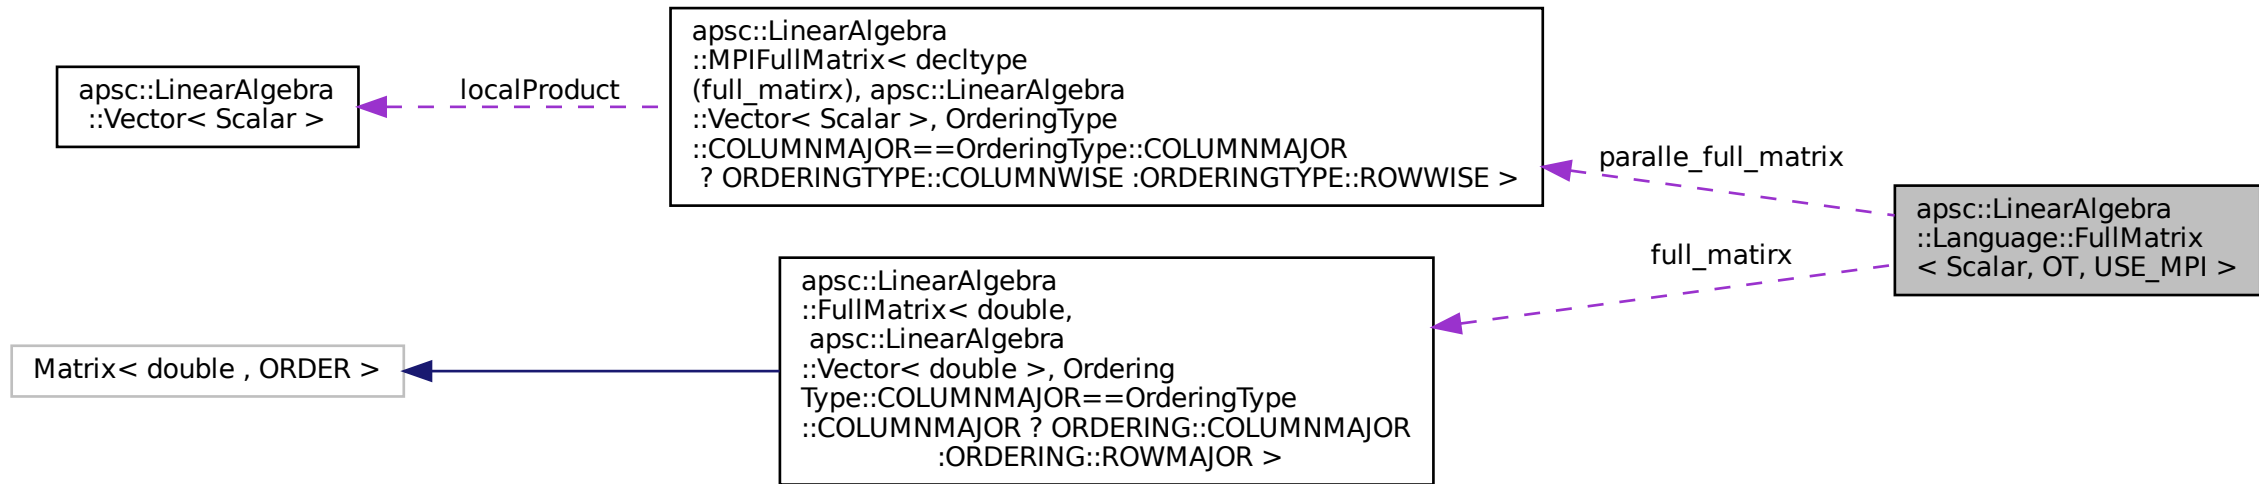 apsc::LinearAlgebra
::Vector< Scalar >
localProduct
apsc::LinearAlgebra
::MPIFullMatrix< decltype
(full_matirx), apsc::LinearAlgebra
::Vector< Scalar >, OrderingType
::COLUMNMAJOR==OrderingType::COLUMNMAJOR
? ORDERINGTYPE::COLUMNWISE :ORDERINGTYPE::ROWWISE >
paralle_full_matrix
apsc::LinearAlgebra
::Language::FullMatrix
< Scalar, OT, USE_MPI >
full_matirx
apsc::LinearAlgebra
::FullMatrix< double,
apsc::LinearAlgebra
::Vector< double >, Ordering
Type::COLUMNMAJOR==OrderingType
::COLUMNMAJOR ? ORDERING::COLUMNMAJOR
:ORDERING::ROWMAJOR >
Matrix< double , ORDER >